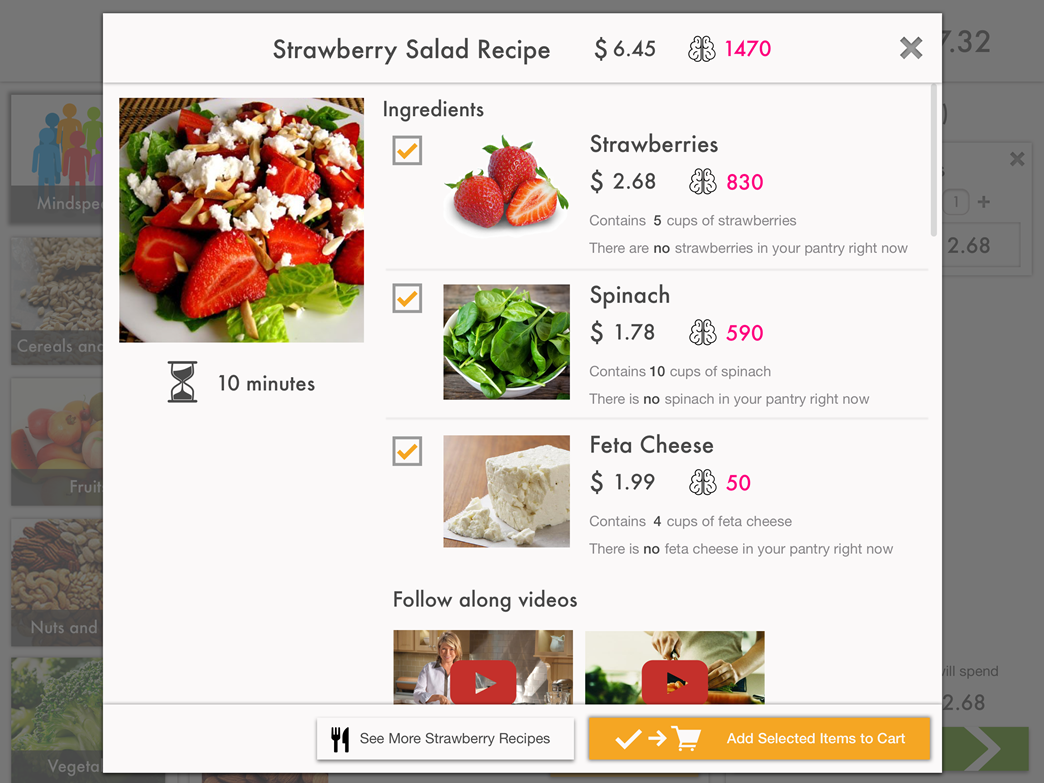 Strawberry Salad Recipe $ 6.45 1470
7.32
Ingredients
Strawberries
$ 2.68 830
Contains 5 cups of strawberries
There are no strawberries in your pantry right now
Spinach
$ 1.78 590
Contains 10 cups of spinach
There is no spinach in your pantry right now
Feta Cheese
$ 1.99 50
Contains 4 cups of feta cheese
There is no feta cheese in your pantry right now
10 minutes
Follow along videos
See More Strawberry Recipes
Add Selected Items to Cart
Cereals and
Fruit
Nuts and
1 +
2.68
will spend
2.68